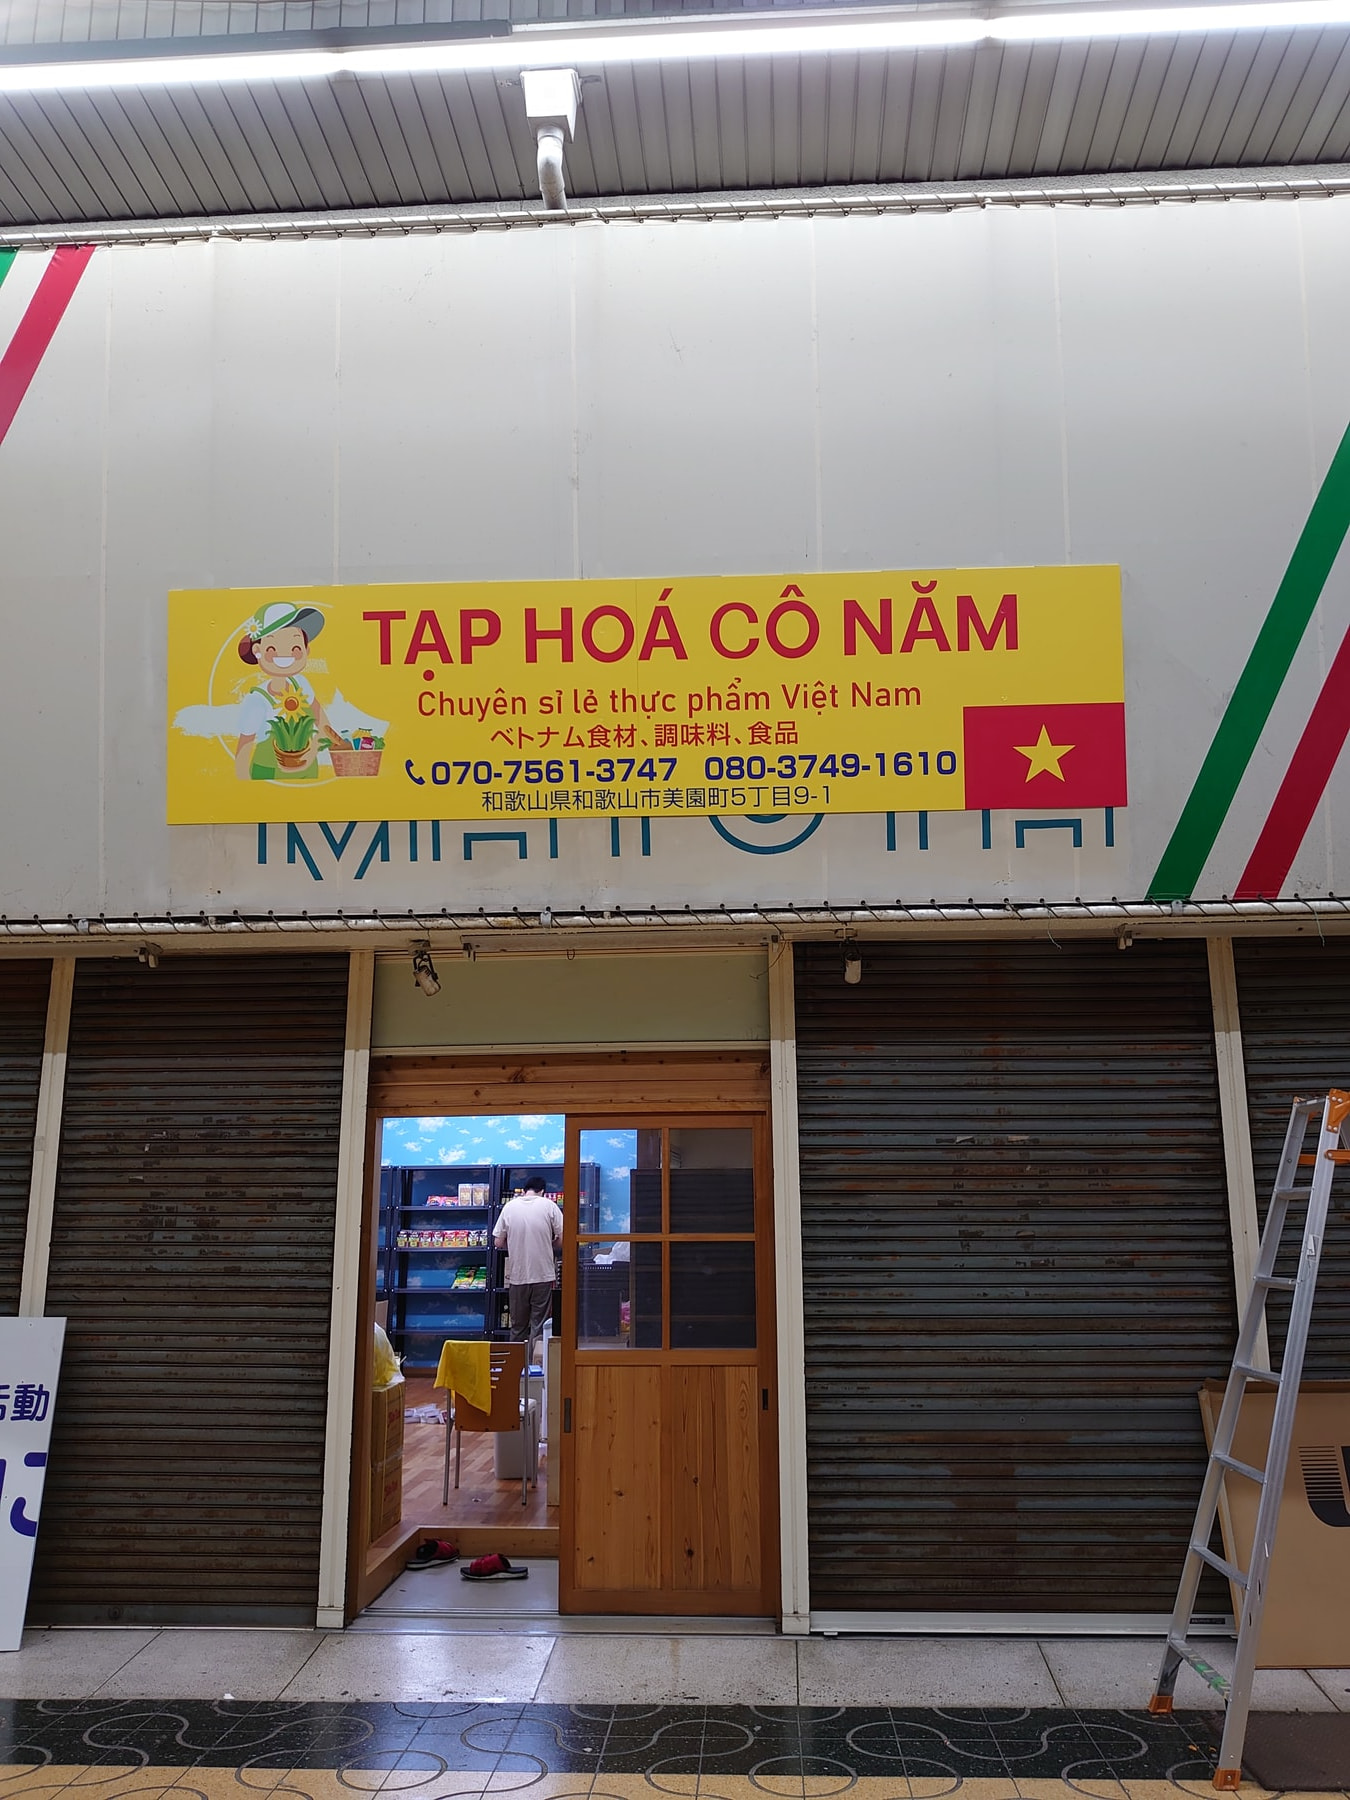 TẠP HOÁ CÔ NĂM
Chuyên sỉ lẻ thực phẩm Việt Nam
ベトナム食材、調味料、食品
070-7561-3747 080-3749-1610
和歌山県和歌山市美園町5丁目9-1
活動